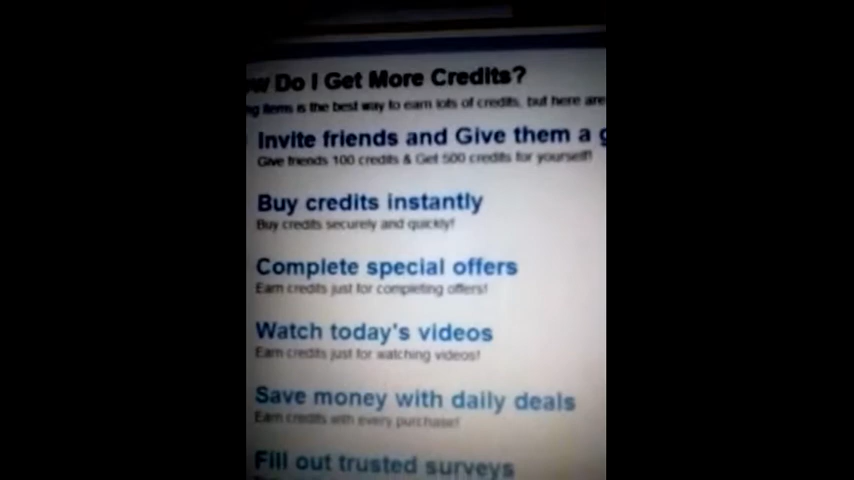 w Do I Get More Credits?
ng items is the best way to earn lots of credits, but here are
Invite friends and Give them a g
Give friends 100 credits & Get 500 credits for yourself!
Buy credits instantly
Buy credits securely and quickly!
Complete special offers
Earn credits just for completing offers!
Watch today's videos
Earn credits just for watching videos!
Save money with daily deals
Earn credits with every purchase!
Fill out trusted surveys